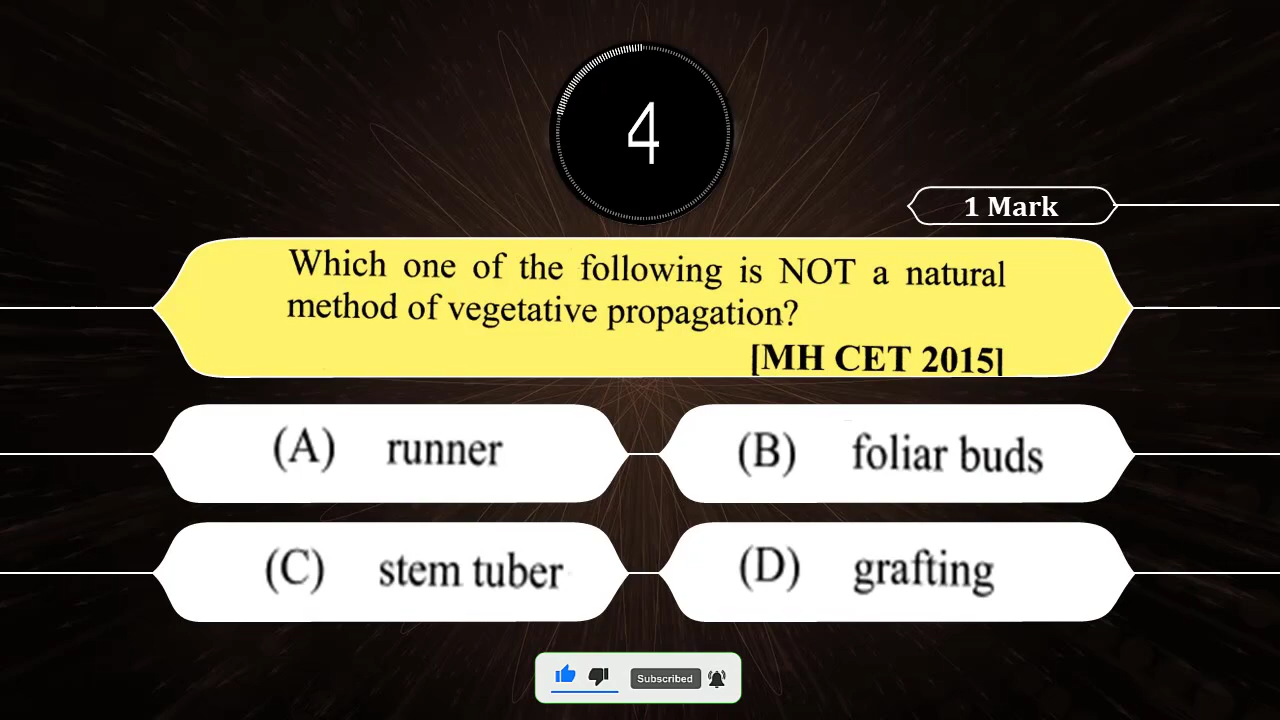 4
1 Mark
Which one of the following is NOT a natural
method of vegetative propagation?
[MH CET 2015]
(A) runner
(B) foliar buds
(C) stem tuber
(D) grafting
Subscribed